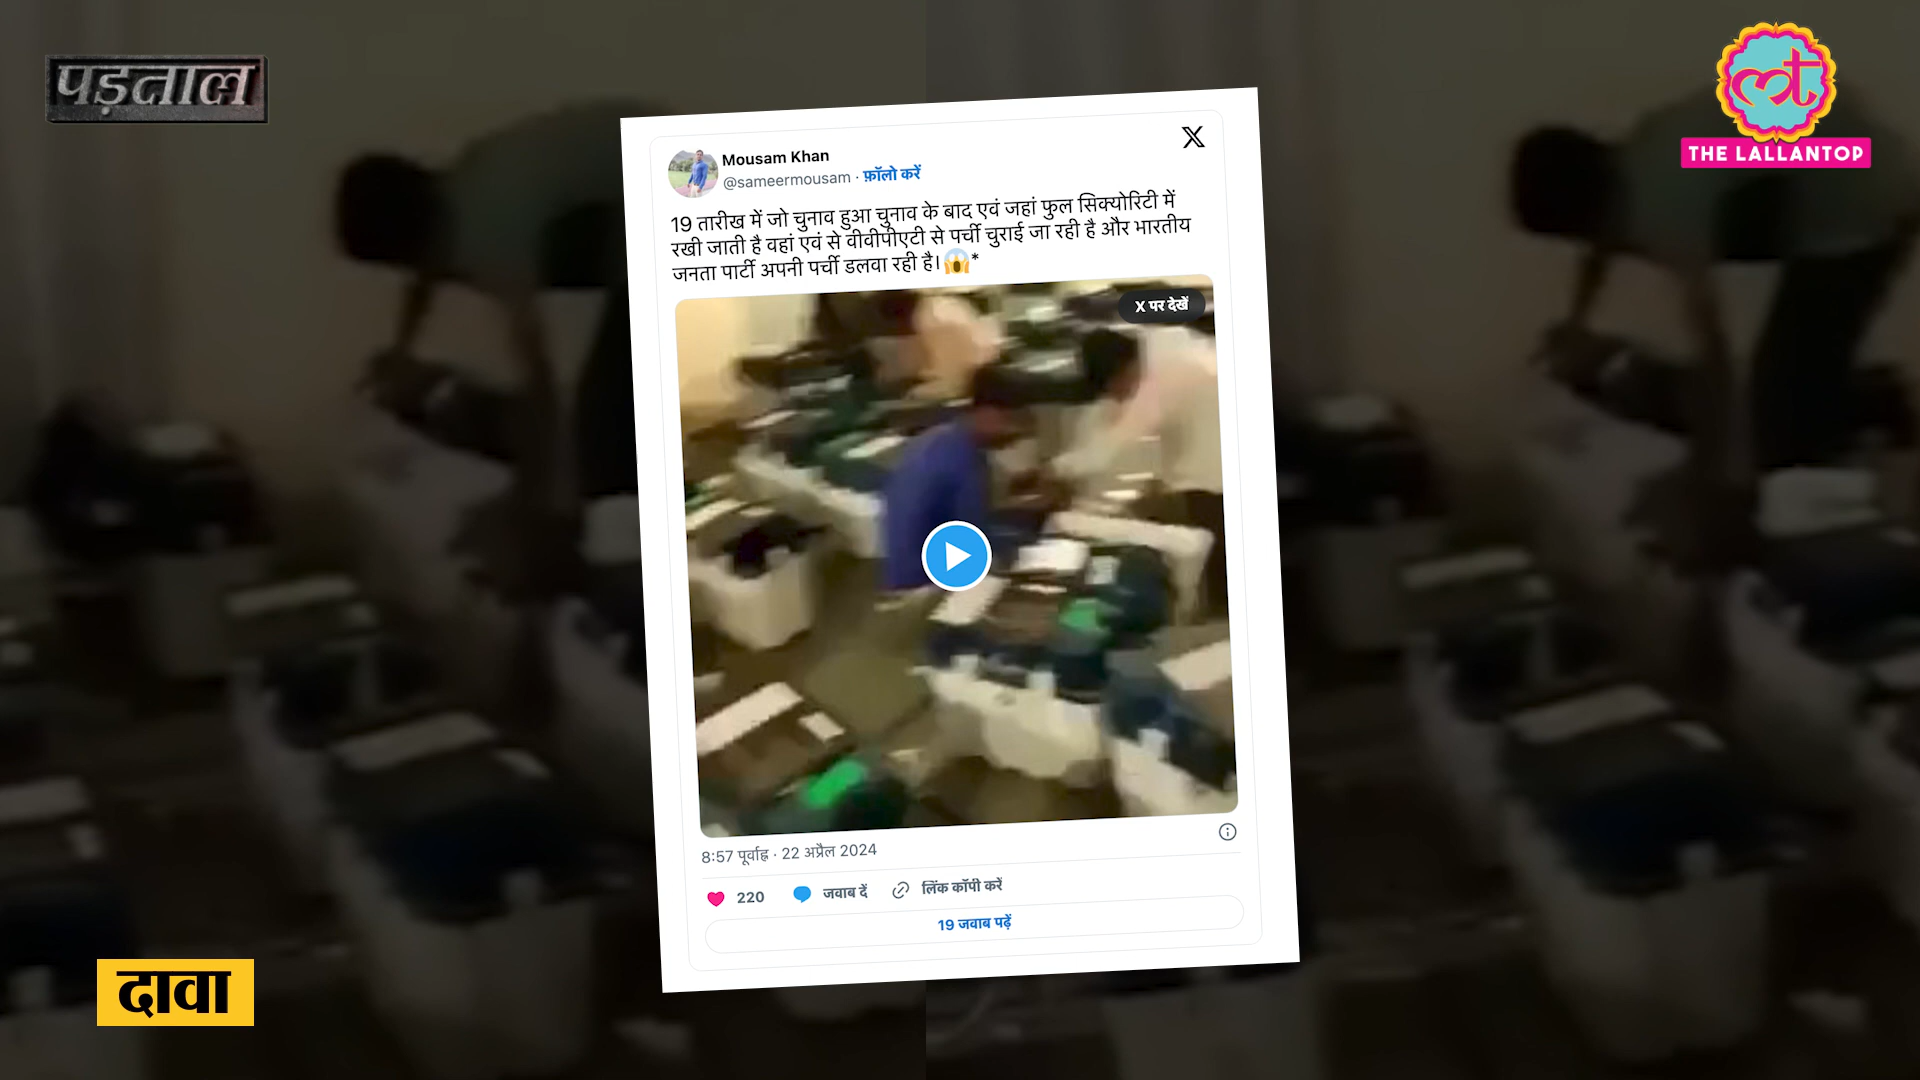 पड़ताल
THE LALLANTOP
Mousam Khan
@sameermousam · फ़ॉलो करें
19 तारीख में जो चुनाव हुआ चुनाव के बाद एवं जहां फुल सिक्योरिटी में
रखी जाती है वहां एवं से वीवीपीएटी से पर्ची चुराई जा रही है और भारतीय
जनता पार्टी अपनी पर्ची डलवा रही है।😱*
X पर देखें
8:57 पूर्वाह्न · 22 अप्रैल 2024
220 जवाब दें लिंक कॉपी करें
19 जवाब पढ़ें
दावा